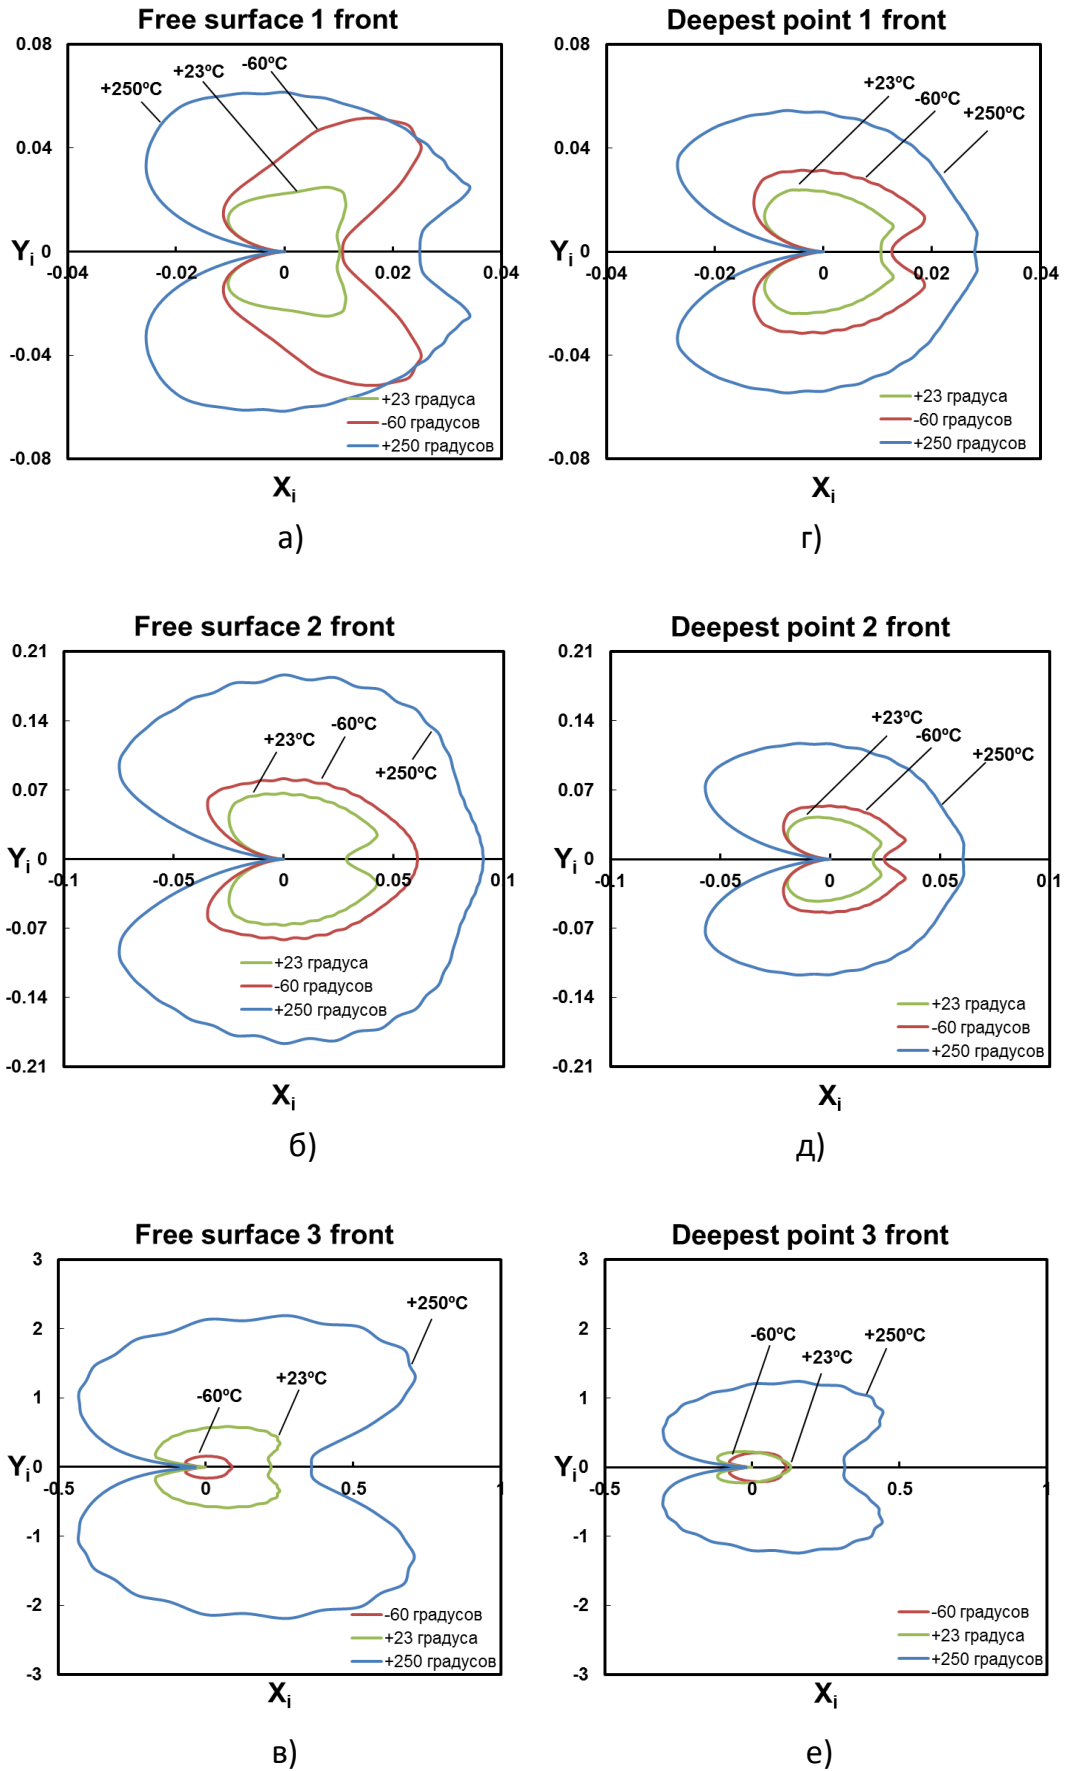 Free surface 1 front
0.08
0.04
0
-0.04
-0.08
-0.04
-0.02
0
0.02
0.04
Yi
Xi
+250ºC
+23ºC
-60ºC
+23 градуса
-60 градусов
+250 градусов
а)
Deepest point 1 front
0.08
0.04
0
-0.04
-0.08
-0.04
-0.02
0
0.02
0.04
Yi
Xi
+23ºC
-60ºC
+250ºC
+23 градуса
-60 градусов
+250 градусов
г)
Free surface 2 front
0.21
0.14
0.07
0
-0.07
-0.14
-0.21
-0.1
-0.05
0
0.05
0.1
Yi
Xi
+23ºC
-60ºC
+250ºC
+23 градуса
-60 градусов
+250 градусов
б)
Deepest point 2 front
0.21
0.14
0.07
0
-0.07
-0.14
-0.21
-0.1
-0.05
0
0.05
0.1
Yi
Xi
+23ºC
-60ºC
+250ºC
+23 градуса
-60 градусов
+250 градусов
д)
Free surface 3 front
3
2
1
0
-1
-2
-3
-0.5
0
0.5
1
Yi
Xi
+250ºC
+23ºC
-60ºC
-60 градусов
+23 градуса
+250 градусов
в)
Deepest point 3 front
3
2
1
0
-1
-2
-3
-0.5
0
0.5
1
Yi
Xi
-60ºC
+23ºC
+250ºC
-60 градусов
+23 градуса
+250 градусов
е)